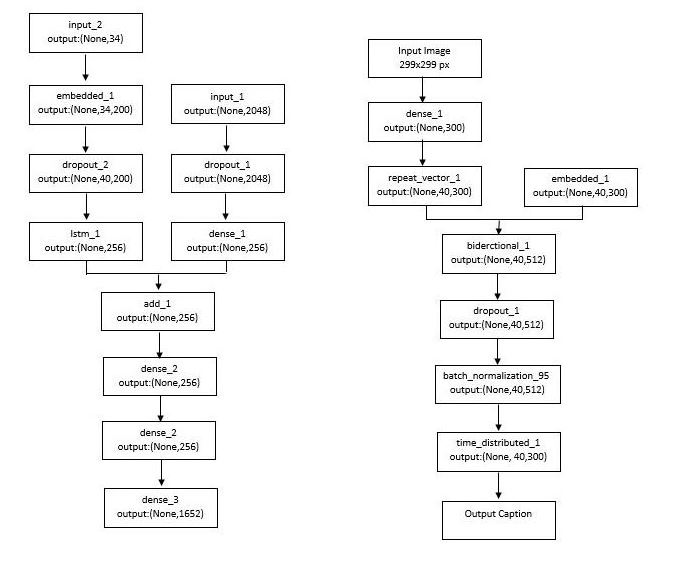 input_2
output:(None,34)
embedded_1
output:(None,34,200)
input_1
output:(None,2048)
dropout_2
output:(None,40,200)
dropout_1
output:(None,2048)
lstm_1
output:(None,256)
dense_1
output:(None,256)
add_1
output:(None,256)
dense_2
output:(None,256)
dense_2
output:(None,256)
dense_3
output:(None,1652)
Input Image
299x299 px
dense_1
output:(None,300)
repeat_vector_1
output:(None,40,300)
embedded_1
output:(None,40,300)
biderctional_1
output:(None,40,512)
dropout_1
output:(None,40,512)
batch_normalization_95
output:(None,40,512)
time_distributed_1
output:(None, 40,300)
Output Caption